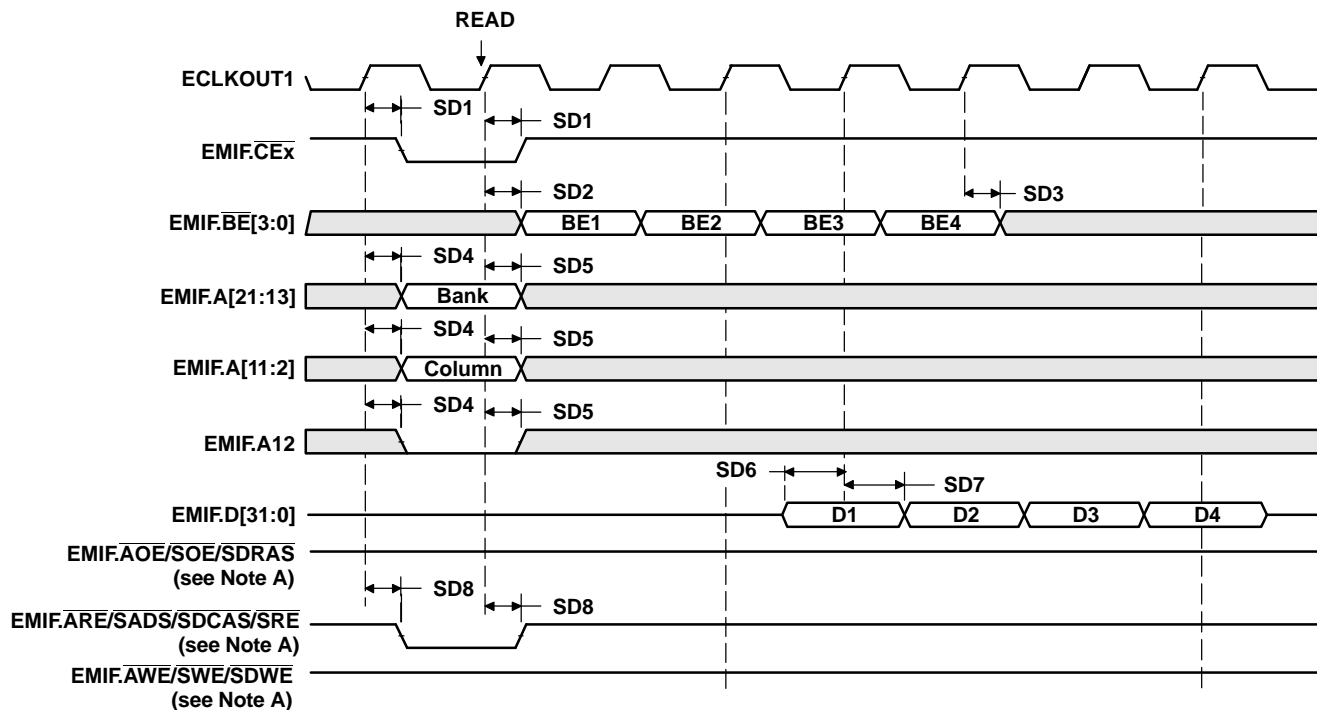 READ
ECLKOUT1
SD1
SD1
EMIF.CEx
SD2
SD3
EMIF.BE[3:0]
BE1
BE2
BE3
BE4
SD4
SD5
EMIF.A[21:13]
Bank
SD4
SD5
EMIF.A[11:2]
Column
SD4
SD5
EMIF.A12
SD6
SD7
EMIF.D[31:0]
D1
D2
D3
D4
EMIF.AOE/SOE/SDRAS
(see Note A)
SD8
SD8
EMIF.ARE/SADS/SDCAS/SRE
(see Note A)
EMIF.AWE/SWE/SDWE
(see Note A)